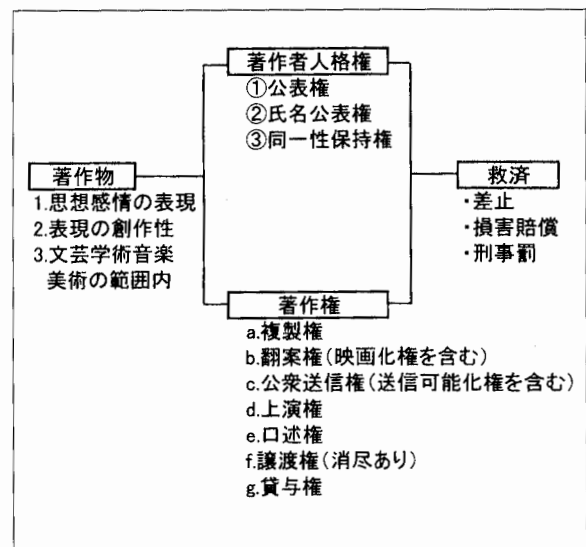 著作者人格権
①公表権
②氏名公表権
③同一性保持権
著作物
1.思想感情の表現
2.表現の創作性
3.文芸学術音楽
美術の範囲内
救済
・差止
・損害賠償
・刑事罰
著作権
a.複製権
b.翻案権(映画化権を含む)
c.公衆送信権(送信可能化権を含む)
d.上演権
e.口述権
f.譲渡権(消尽あり)
g.貸与権